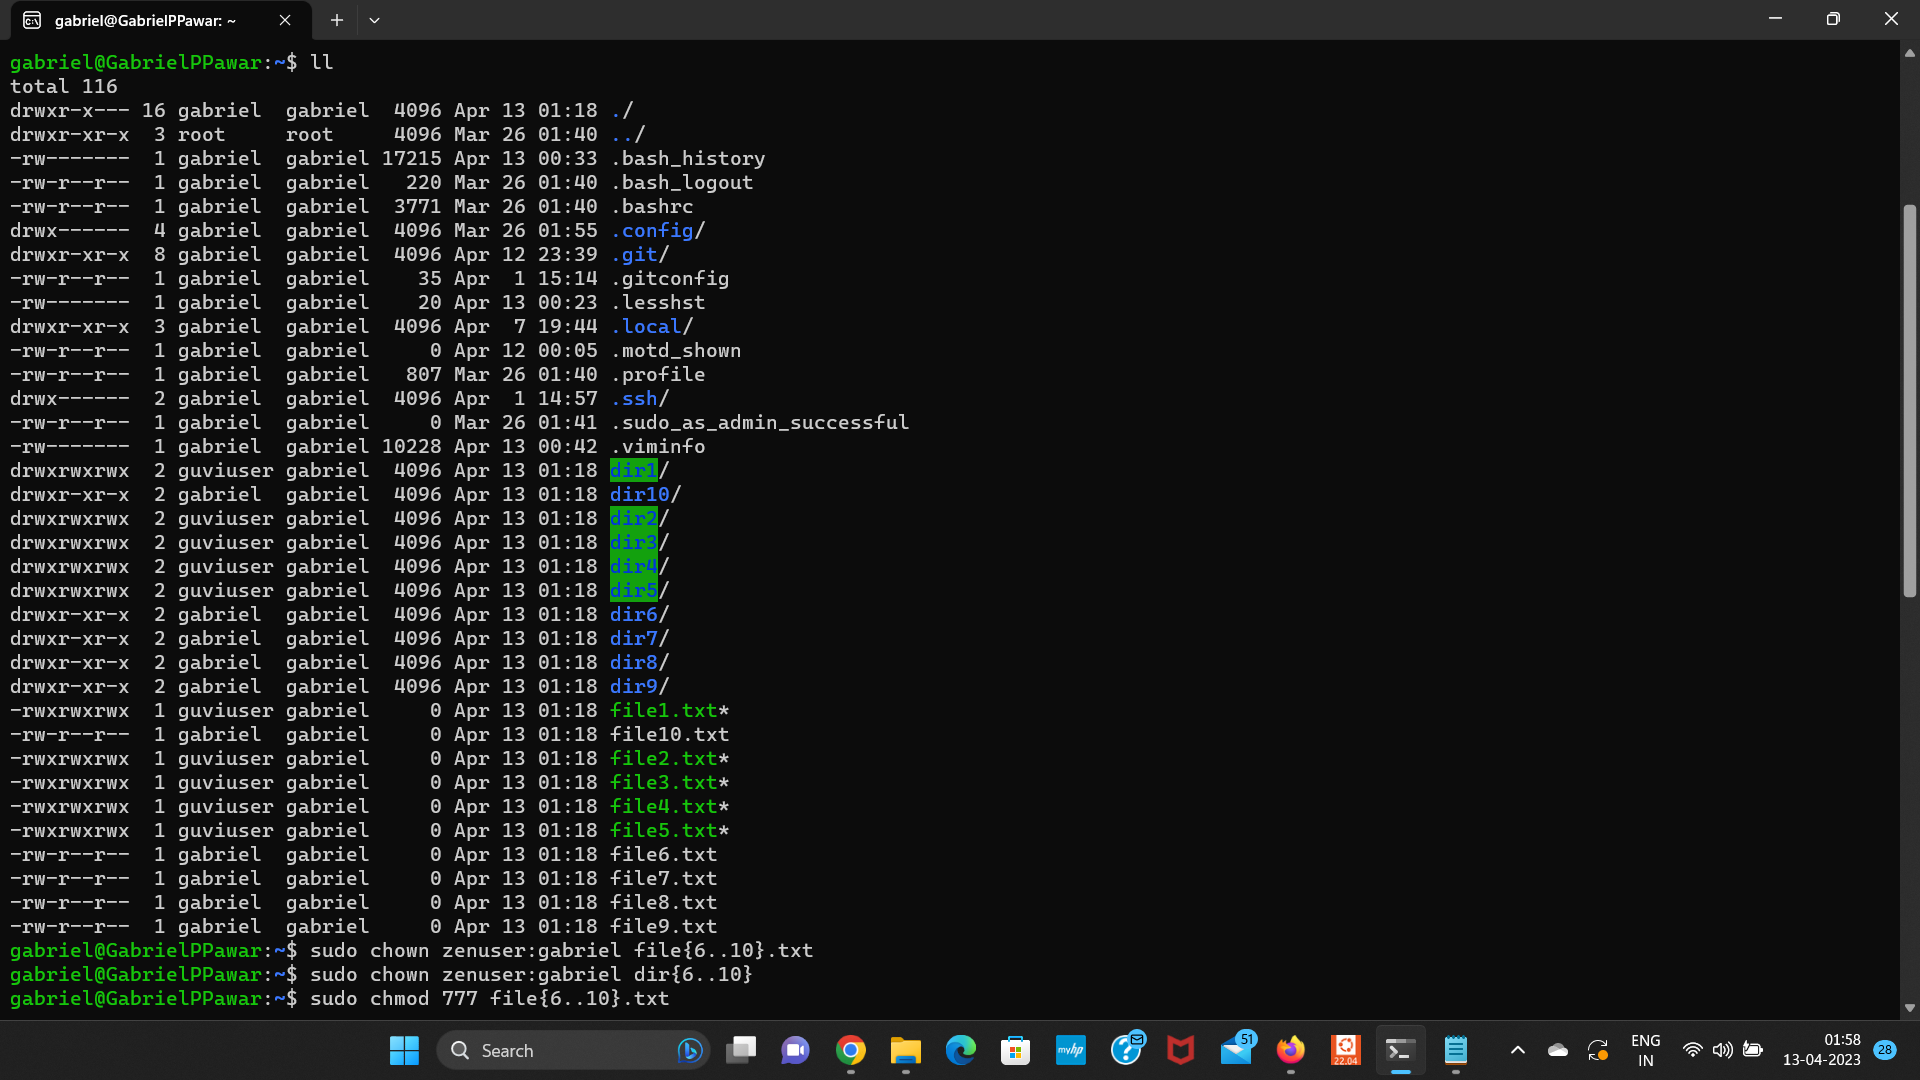 gabriel@GabrielPPawar: ~
gabriel@GabrielPPawar:~$ ll
total 116
drwxr-x--- 16 gabriel  gabriel  4096 Apr 13 01:18 ./
drwxr-xr-x  3 root     root     4096 Mar 26 01:40 ../
-rw-------  1 gabriel  gabriel 17215 Apr 13 00:33 .bash_history
-rw-r--r--  1 gabriel  gabriel   220 Mar 26 01:40 .bash_logout
-rw-r--r--  1 gabriel  gabriel  3771 Mar 26 01:40 .bashrc
drwx------  4 gabriel  gabriel  4096 Mar 26 01:55 .config/
drwxr-xr-x  8 gabriel  gabriel  4096 Apr 12 23:39 .git/
-rw-r--r--  1 gabriel  gabriel    35 Apr  1 15:14 .gitconfig
-rw-------  1 gabriel  gabriel    20 Apr 13 00:23 .lesshst
drwxr-xr-x  3 gabriel  gabriel  4096 Apr  7 19:44 .local/
-rw-r--r--  1 gabriel  gabriel     0 Apr 12 00:05 .motd_shown
-rw-r--r--  1 gabriel  gabriel   807 Mar 26 01:40 .profile
drwx------  2 gabriel  gabriel  4096 Apr  1 14:57 .ssh/
-rw-r--r--  1 gabriel  gabriel     0 Mar 26 01:41 .sudo_as_admin_successful
-rw-------  1 gabriel  gabriel 10228 Apr 13 00:42 .viminfo
drwxrwxrwx  2 guviuser gabriel  4096 Apr 13 01:18 dir1/
drwxr-xr-x  2 gabriel  gabriel  4096 Apr 13 01:18 dir10/
drwxrwxrwx  2 guviuser gabriel  4096 Apr 13 01:18 dir2/
drwxrwxrwx  2 guviuser gabriel  4096 Apr 13 01:18 dir3/
drwxrwxrwx  2 guviuser gabriel  4096 Apr 13 01:18 dir4/
drwxrwxrwx  2 guviuser gabriel  4096 Apr 13 01:18 dir5/
drwxr-xr-x  2 gabriel  gabriel  4096 Apr 13 01:18 dir6/
drwxr-xr-x  2 gabriel  gabriel  4096 Apr 13 01:18 dir7/
drwxr-xr-x  2 gabriel  gabriel  4096 Apr 13 01:18 dir8/
drwxr-xr-x  2 gabriel  gabriel  4096 Apr 13 01:18 dir9/
-rwxrwxrwx  1 guviuser gabriel     0 Apr 13 01:18 file1.txt*
-rw-r--r--  1 gabriel  gabriel     0 Apr 13 01:18 file10.txt
-rwxrwxrwx  1 guviuser gabriel     0 Apr 13 01:18 file2.txt*
-rwxrwxrwx  1 guviuser gabriel     0 Apr 13 01:18 file3.txt*
-rwxrwxrwx  1 guviuser gabriel     0 Apr 13 01:18 file4.txt*
-rwxrwxrwx  1 guviuser gabriel     0 Apr 13 01:18 file5.txt*
-rw-r--r--  1 gabriel  gabriel     0 Apr 13 01:18 file6.txt
-rw-r--r--  1 gabriel  gabriel     0 Apr 13 01:18 file7.txt
-rw-r--r--  1 gabriel  gabriel     0 Apr 13 01:18 file8.txt
-rw-r--r--  1 gabriel  gabriel     0 Apr 13 01:18 file9.txt
gabriel@GabrielPPawar:~$ sudo chown zenuser:gabriel file{6..10}.txt
gabriel@GabrielPPawar:~$ sudo chown zenuser:gabriel dir{6..10}
gabriel@GabrielPPawar:~$ sudo chmod 777 file{6..10}.txt
Search
myhp
51
22.04
ENG
IN
01:58
13-04-2023
28